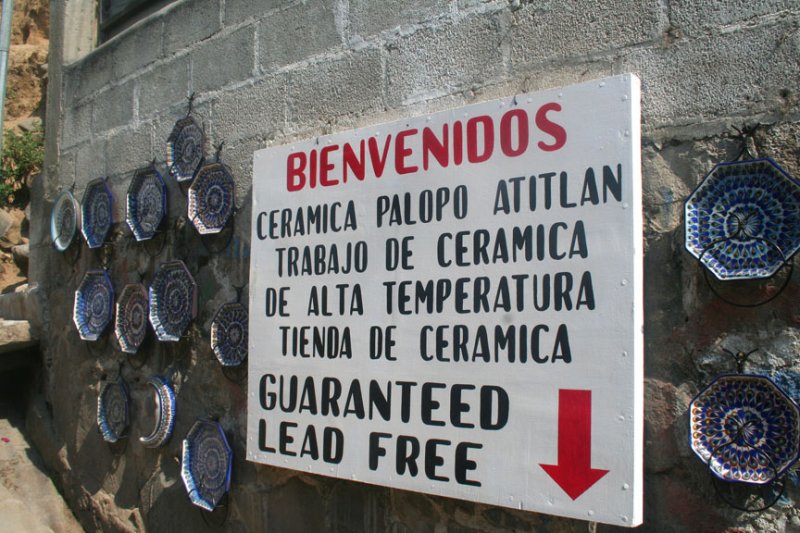 BIENVENIDOS
CERAMICA PALOPO ATITLAN
TRABAJO DE CERAMICA
DE ALTA TEMPERATURA
TIENDA DE CERAMICA
GUARANTEED
LEAD FREE